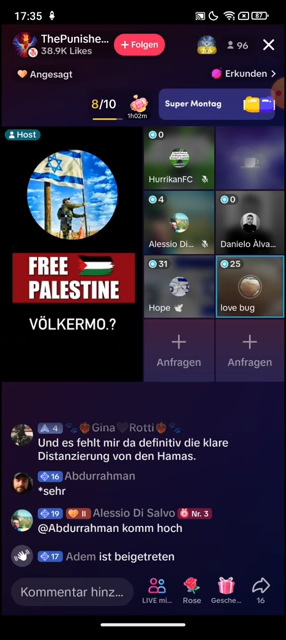 17:35
87
ThePunishe...
38.9K Likes
+ Folgen
96
Angesagt
Erkunden
8/10
1h02m
Super Montag
Host
FREE
PALESTINE
VÖLKERMO.?
0
HurrikanFC
4
Alessio Di...
0
Danielo Àlva...
31
Hope
25
love bug
Anfragen
Anfragen
4 Gina Rotti
Und es fehlt mir da definitiv die klare
Distanzierung von den Hamas.
16 Abdurrahman
*sehr
19 II Alessio Di Salvo Nr. 3
@Abdurrahman komm hoch
17 Adem ist beigetreten
Kommentar hinz...
LIVE mi...
Rose
Gesche...
16